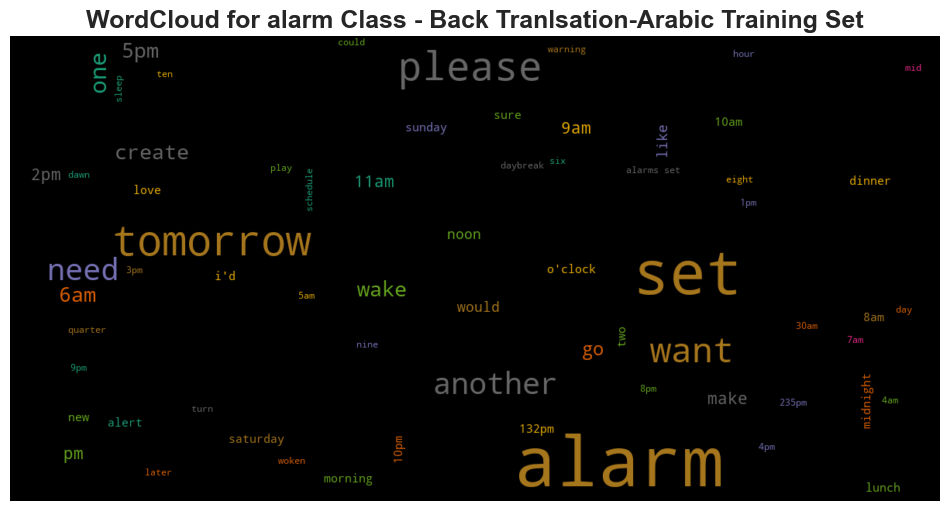 WordCloud for alarm Class - Back Tranlsation-Arabic Training Set
could
5pm
please
warning
hour
one
ten
sleep
mid
sunday
sure
9am
like
10am
create
2pm
dawn
love
play
schedule
11am
daybreak
six
alarms set
eight
dinner
1pm
tomorrow
noon
need
3pm
i'd
o'clock
set
6am
5am
wake
would
quarter
nine
go
two
want
30am
8am
day
7am
9pm
another
8pm
make
235pm
midnight
4am
new
alert
turn
saturday
132pm
4pm
pm
later
woken
10pm
morning
alarm
lunch